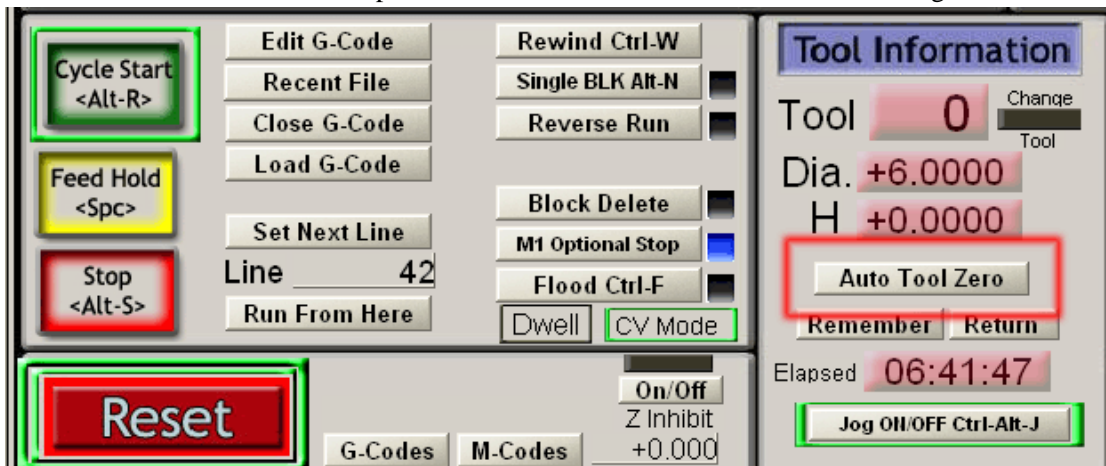 Cycle Start
<Alt-R>
Feed Hold
<Spc>
Stop
<Alt-S>
Edit G-Code
Recent File
Close G-Code
Load G-Code
Set Next Line
Line 42
Run From Here
Rewind Ctrl-W
Single BLK Alt-N
Reverse Run
Block Delete
M1 Optional Stop
Flood Ctrl-F
Dwell CV Mode
Reset
G-Codes M-Codes
On/Off
Z Inhibit
+0.000
Tool Information
Tool 0 Change
Tool
Dia. +6.0000
H +0.0000
Auto Tool Zero
Remember Return
Elapsed 06:41:47
Jog ON/OFF Ctrl-Alt-J